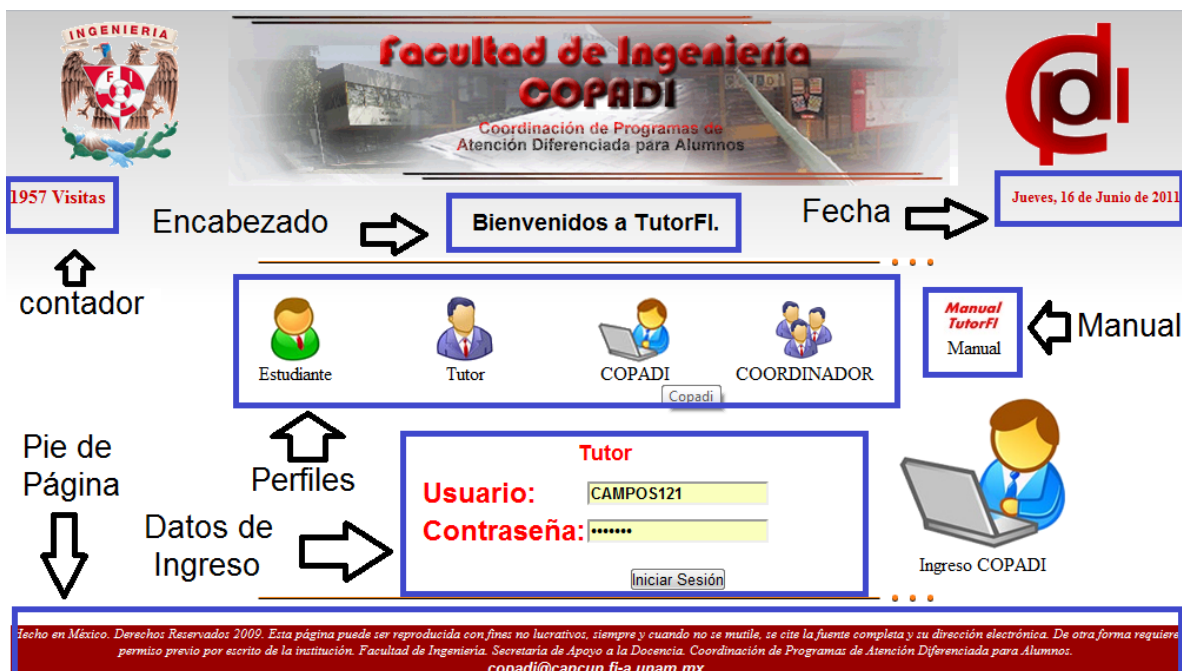 INGENIERIA
FI
Facultad de Ingeniería
COPADI
Coordinación de Programas de
Atención Diferenciada para Alumnos
1957 Visitas
Jueves, 16 de Junio de 2011
Encabezado
Bienvenidos a TutorFI.
Fecha
contador
Manual
TutorFI
Manual
Manual
Estudiante
Tutor
COPADI
COORDINADOR
Copadi
Pie de
Página
Perfiles
Tutor
Usuario:
CAMPOS121
Contraseña:
•••••••
Datos de
Ingreso
Iniciar Sesión
Ingreso COPADI
Hecho en México. Derechos Reservados 2009. Esta página puede ser reproducida con fines no lucrativos, siempre y cuando no se mutile, se cite la fuente completa y su dirección electrónica. De otra forma requiere
permiso previo por escrito de la institución. Facultad de Ingeniería. Secretaría de Apoyo a la Docencia. Coordinación de Programas de Atención Diferenciada para Alumnos.
copadi@cancun.fi-a.unam.mx